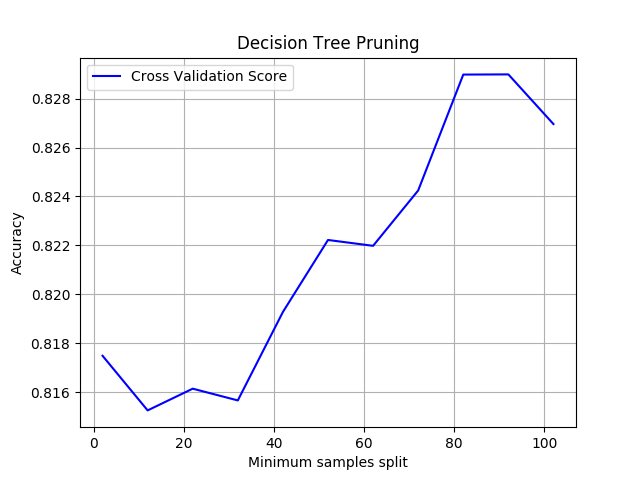 Decision Tree Pruning
Cross Validation Score
0.828
0.826
0.824
0.822
0.820
0.818
0.816
Accuracy
0 20 40 60 80 100
Minimum samples split